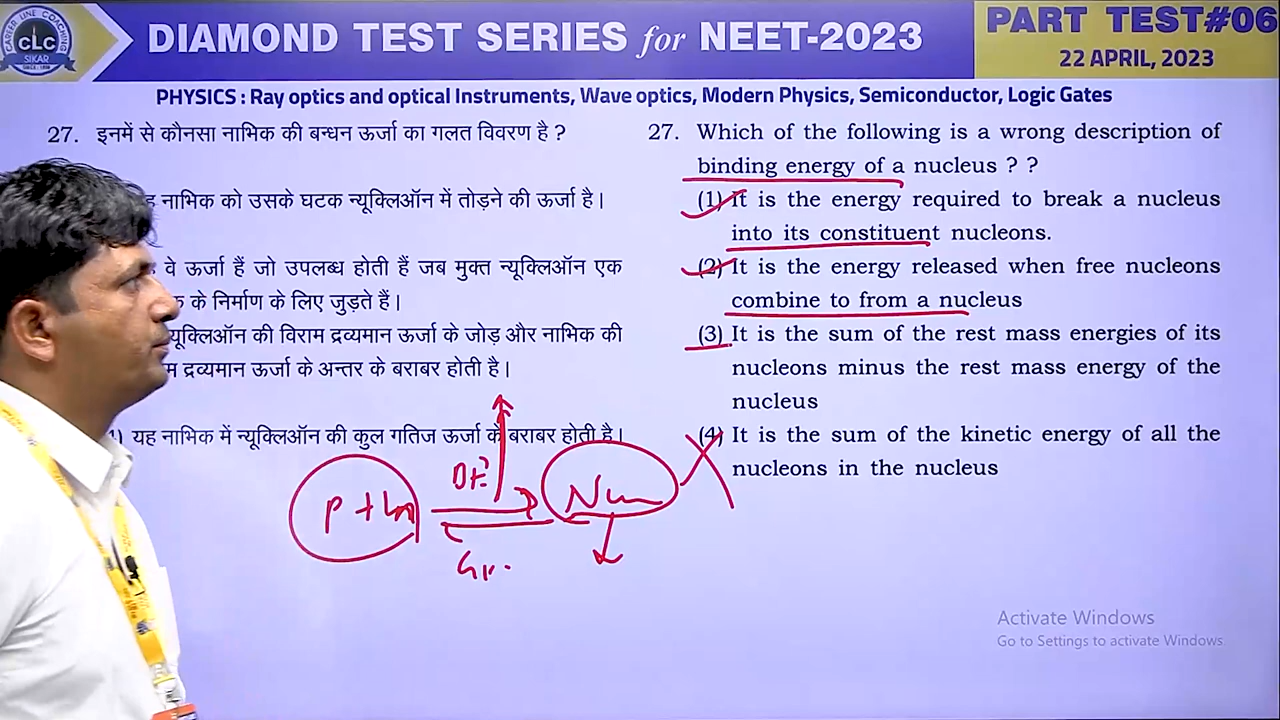 CAREER LINE COACHING
CLC
SIKAR
DIAMOND TEST SERIES for NEET-2023
PART TEST#06
22 APRIL, 2023
PHYSICS : Ray optics and optical Instruments, Wave optics, Modern Physics, Semiconductor, Logic Gates
27. इनमें से कौनसा नाभिक की बन्धन ऊर्जा का गलत विवरण है ?
नाभिक को उसके घटक न्यूक्लिऑन में तोड़ने की ऊर्जा है।
वे ऊर्जा हैं जो उपलब्ध होती हैं जब मुक्त न्यूक्लिऑन एक
के निर्माण के लिए जुड़ते हैं।
न्यूक्लिऑन की विराम द्रव्यमान ऊर्जा के जोड़ और नाभिक की
द्रव्यमान ऊर्जा के अन्तर के बराबर होती है।
यह नाभिक में न्यूक्लिऑन की कुल गतिज ऊर्जा के बराबर होती है।
27. Which of the following is a wrong description of
binding energy of a nucleus ? ?
(1) It is the energy required to break a nucleus
into its constituent nucleons.
(2) It is the energy released when free nucleons
combine to from a nucleus
(3) It is the sum of the rest mass energies of its
nucleons minus the rest mass energy of the
nucleus
(4) It is the sum of the kinetic energy of all the
nucleons in the nucleus
Activate Windows
Go to Settings to activate Windows.